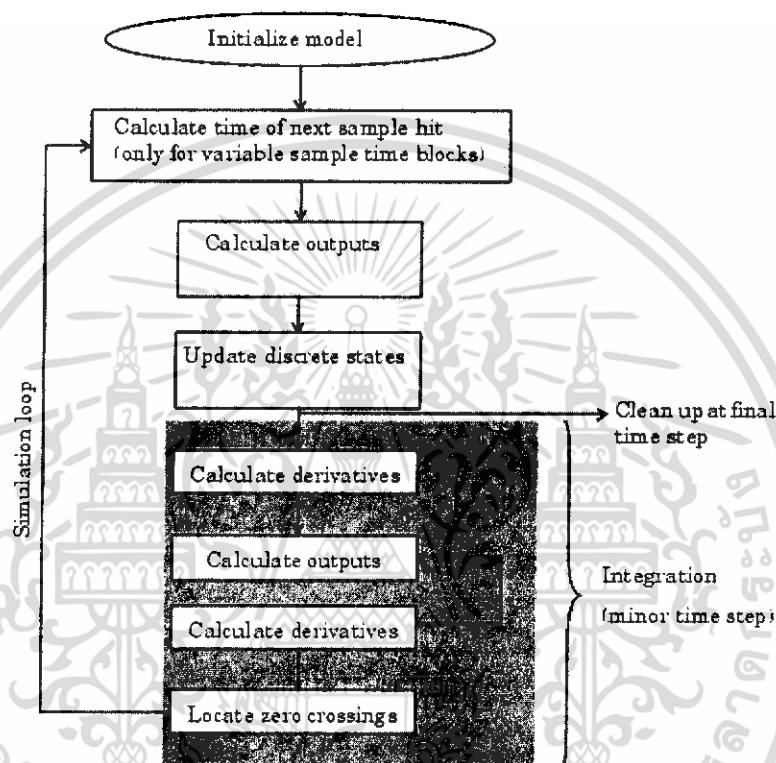 Initialize model
Calculate time of next sample hit
(only for variable sample time blocks)
Calculate outputs
Update discrete states
Clean up at final
time step
Simulation loop
Calculate derivatives
Calculate outputs
Integration
(minor time step)
Calculate derivatives
Locate zero crossings